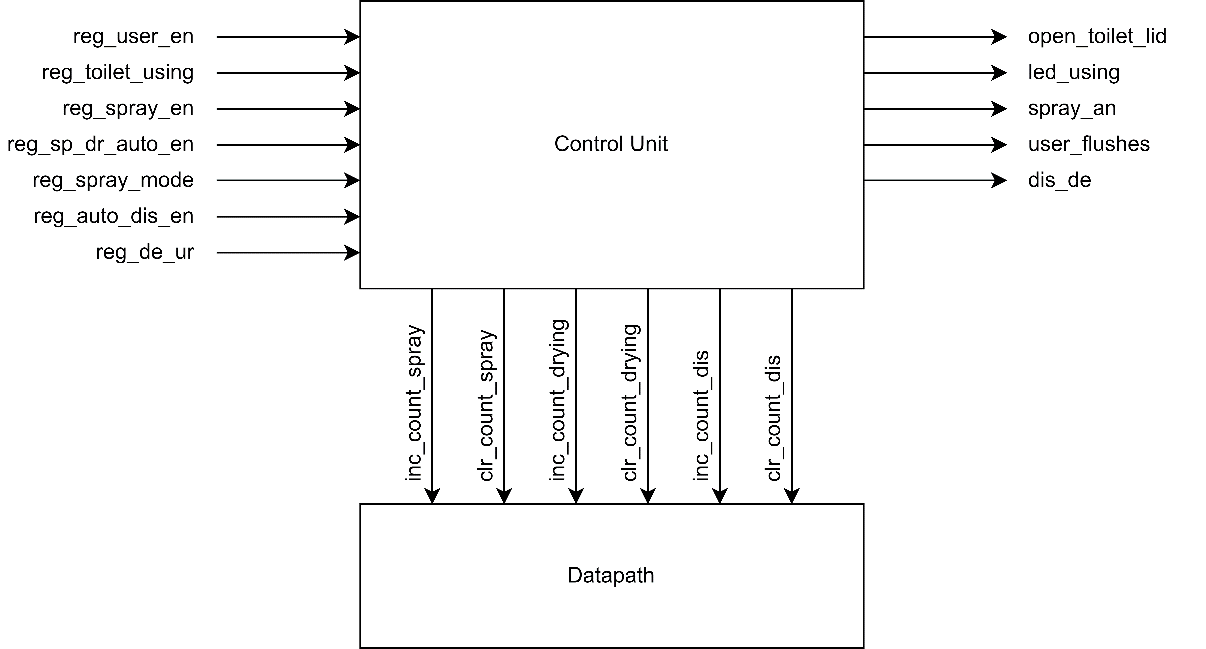 reg_user_en
reg_toilet_using
reg_spray_en
reg_sp_dr_auto_en
reg_spray_mode
reg_auto_dis_en
reg_de_ur
Control Unit
open_toilet_lid
led_using
spray_an
user_flushes
dis_de
inc_count_spray
clr_count_spray
inc_count_drying
clr_count_drying
inc_count_dis
clr_count_dis
Datapath